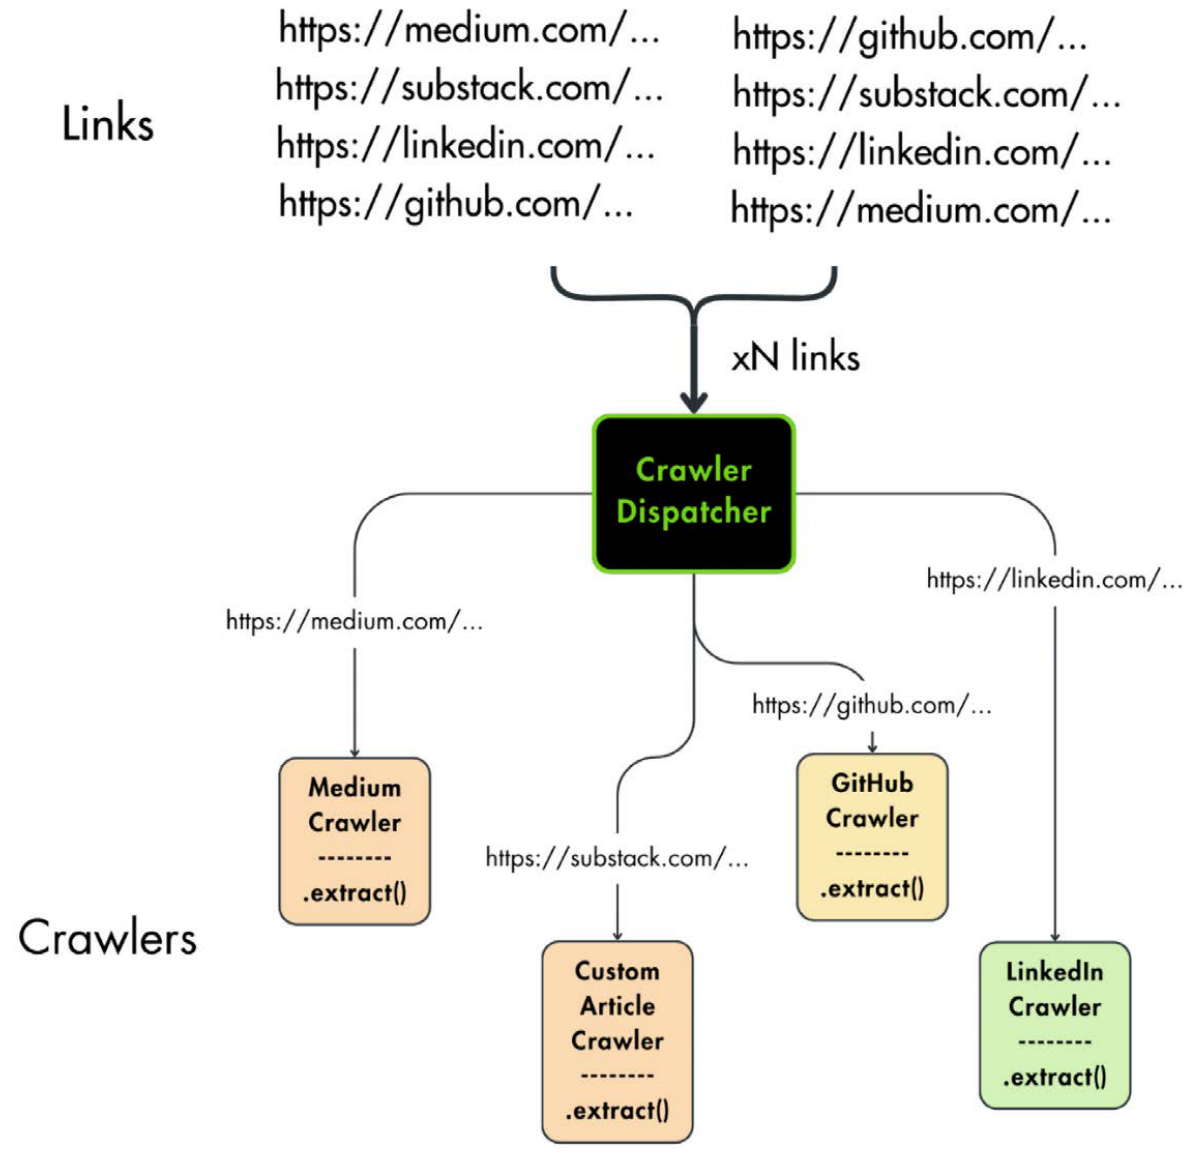 Links
https://medium.com/...
https://substack.com/...
https://linkedin.com/...
https://github.com/...
https://github.com/...
https://substack.com/...
https://linkedin.com/...
https://medium.com/...
xN links
Crawler
Dispatcher
https://medium.com/...
https://linkedin.com/...
https://github.com/...
https://substack.com/...
Crawlers
Medium
Crawler
--------
.extract()
Custom
Article
Crawler
--------
.extract()
GitHub
Crawler
--------
.extract()
LinkedIn
Crawler
--------
.extract()